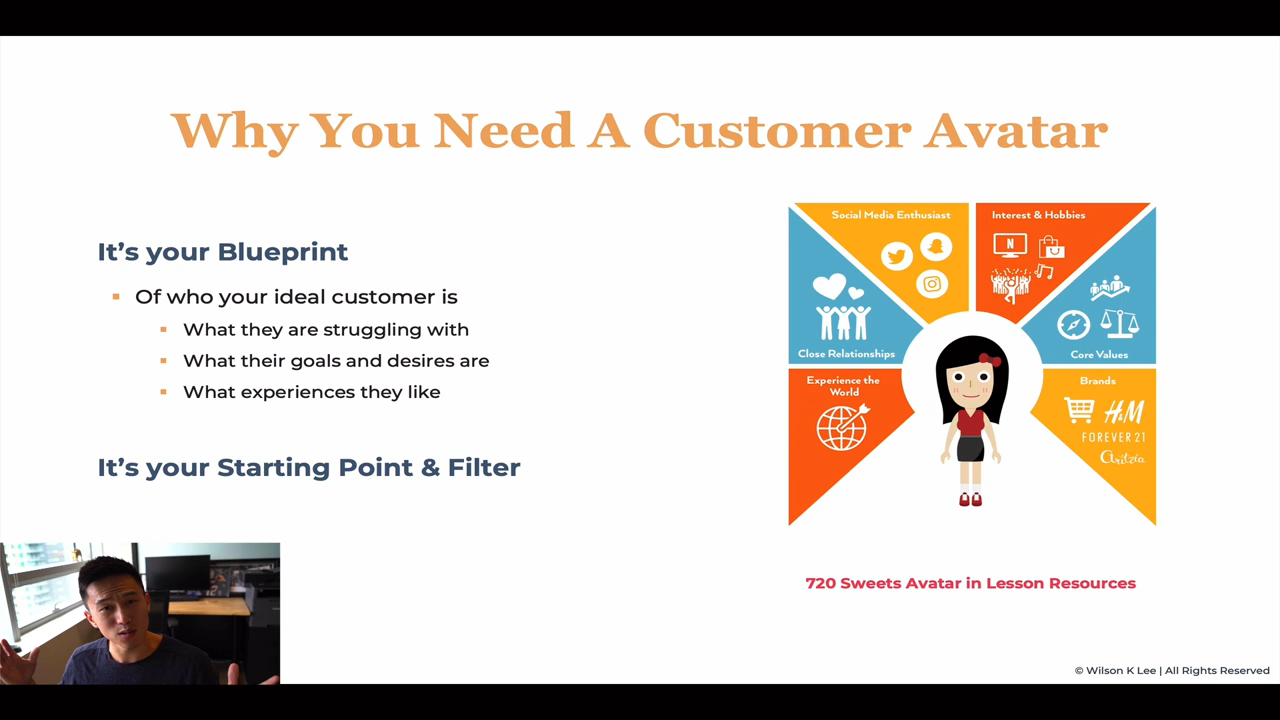 Why You Need A Customer Avatar
It's your Blueprint
Of who your ideal customer is
What they are struggling with
What their goals and desires are
What experiences they like
It's your Starting Point & Filter
Social Media Enthusiast
Interest & Hobbies
N
Close Relationships
Core Values
Experience the
World
Brands
H&M
FOREVER 21
Aritzia
720 Sweets Avatar in Lesson Resources
© Wilson K Lee | All Rights Reserved